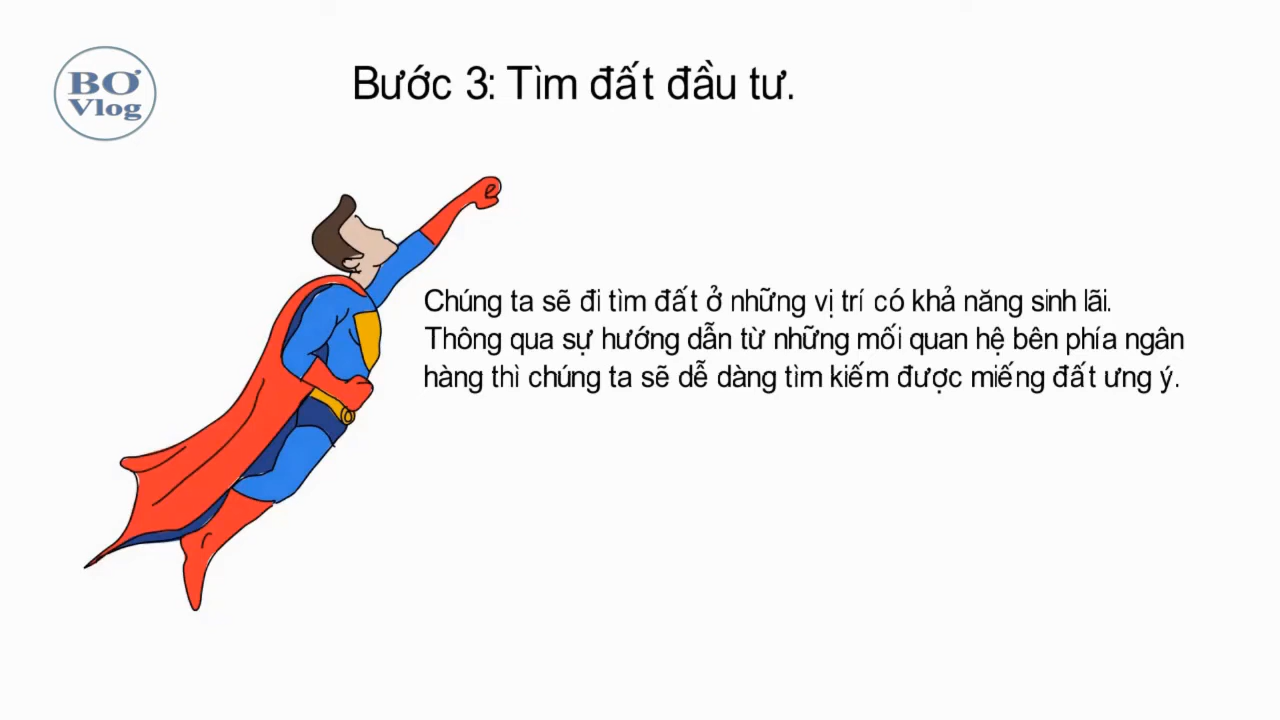 BƠ
Vlog
Bước 3: Tìm đất đầu tư.
Chúng ta sẽ đi tìm đất ở những vị trí có khả năng sinh lãi.
Thông qua sự hướng dẫn từ những mối quan hệ bên phía ngân
hàng thì chúng ta sẽ dễ dàng tìm kiếm được miếng đất ưng ý.